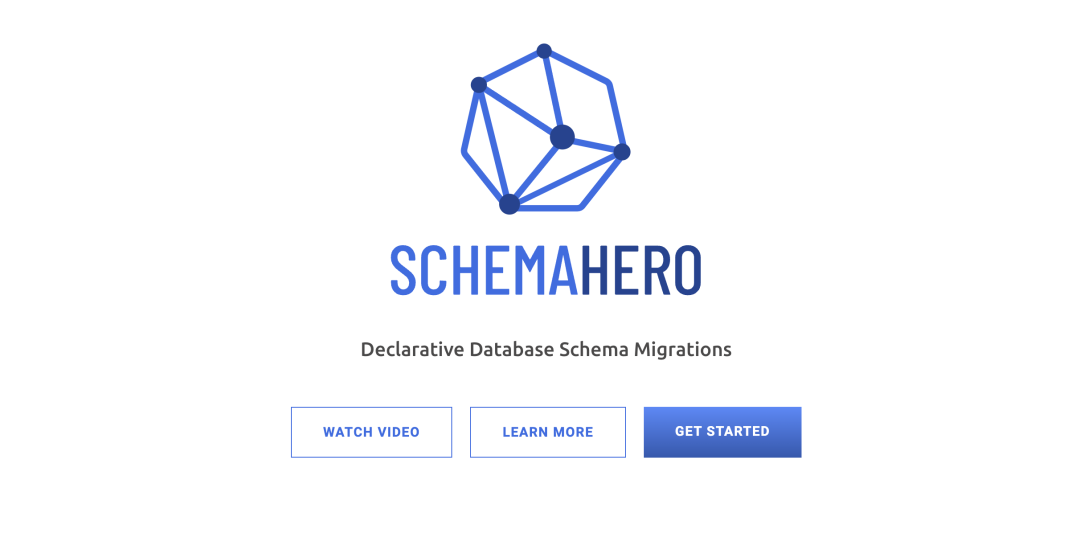 SCHEMAHERO
Declarative Database Schema Migrations
WATCH VIDEO
LEARN MORE
GET STARTED